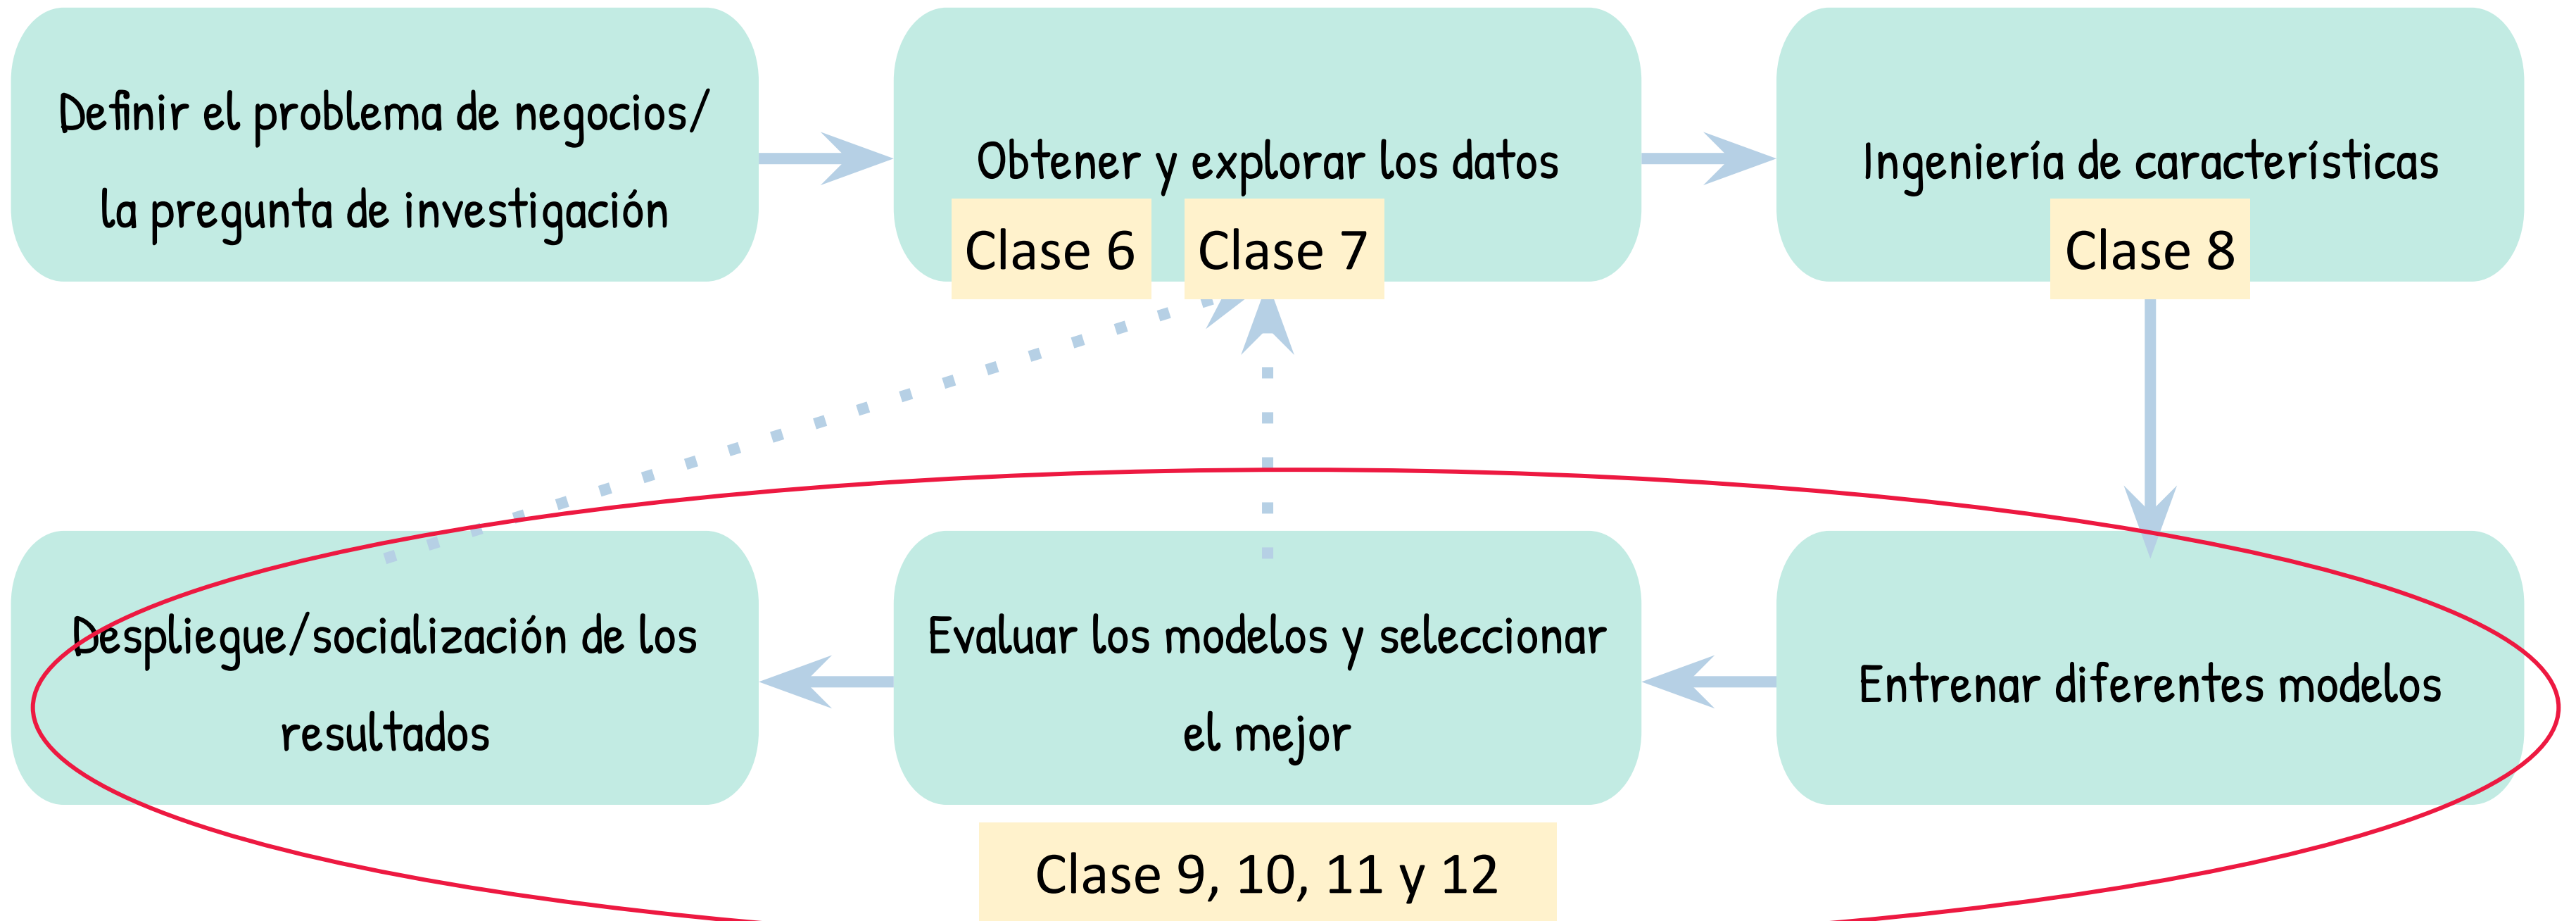 Definir el problema de negocios/
la pregunta de investigación
Obtener y explorar los datos
Clase 6
Clase 7
Ingeniería de características
Clase 8
Despliegue/socialización de los
resultados
Evaluar los modelos y seleccionar
el mejor
Entrenar diferentes modelos
Clase 9, 10, 11 y 12